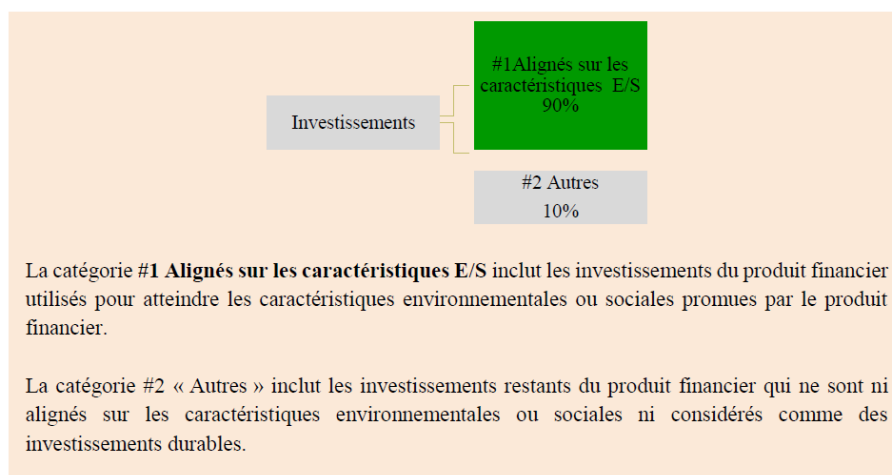 #1Alignés sur les
caractéristiques E/S
90%
Investissements
#2 Autres
10%
La catégorie #1 Alignés sur les caractéristiques E/S inclut les investissements du produit financier
utilisés pour atteindre les caractéristiques environnementales ou sociales promues par le produit
financier.
La catégorie #2 « Autres » inclut les investissements restants du produit financier qui ne sont ni
alignés sur les caractéristiques environnementales ou sociales ni considérés comme des
investissements durables.